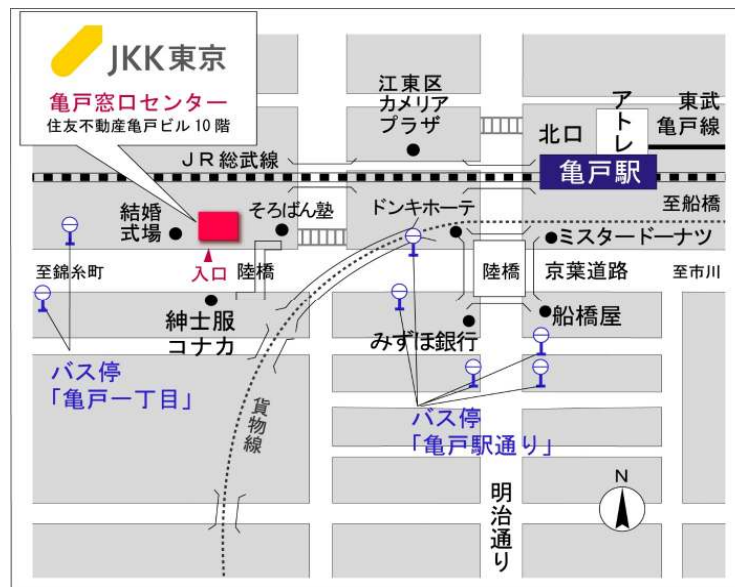 JKK東京
亀戸窓口センター
住友不動産亀戸ビル10階
江東区
カメリア
プラザ
北口
アトレ
東武
亀戸線
JR総武線
亀戸駅
至船橋
結婚
式場
そろばん塾
ドンキホーテ
ミスタードーナツ
至錦糸町
入口
陸橋
陸橋
京葉道路
至市川
紳士服
コナカ
みずほ銀行
船橋屋
バス停
「亀戸一丁目」
バス停
「亀戸駅通り」
貨物線
明治通り
N